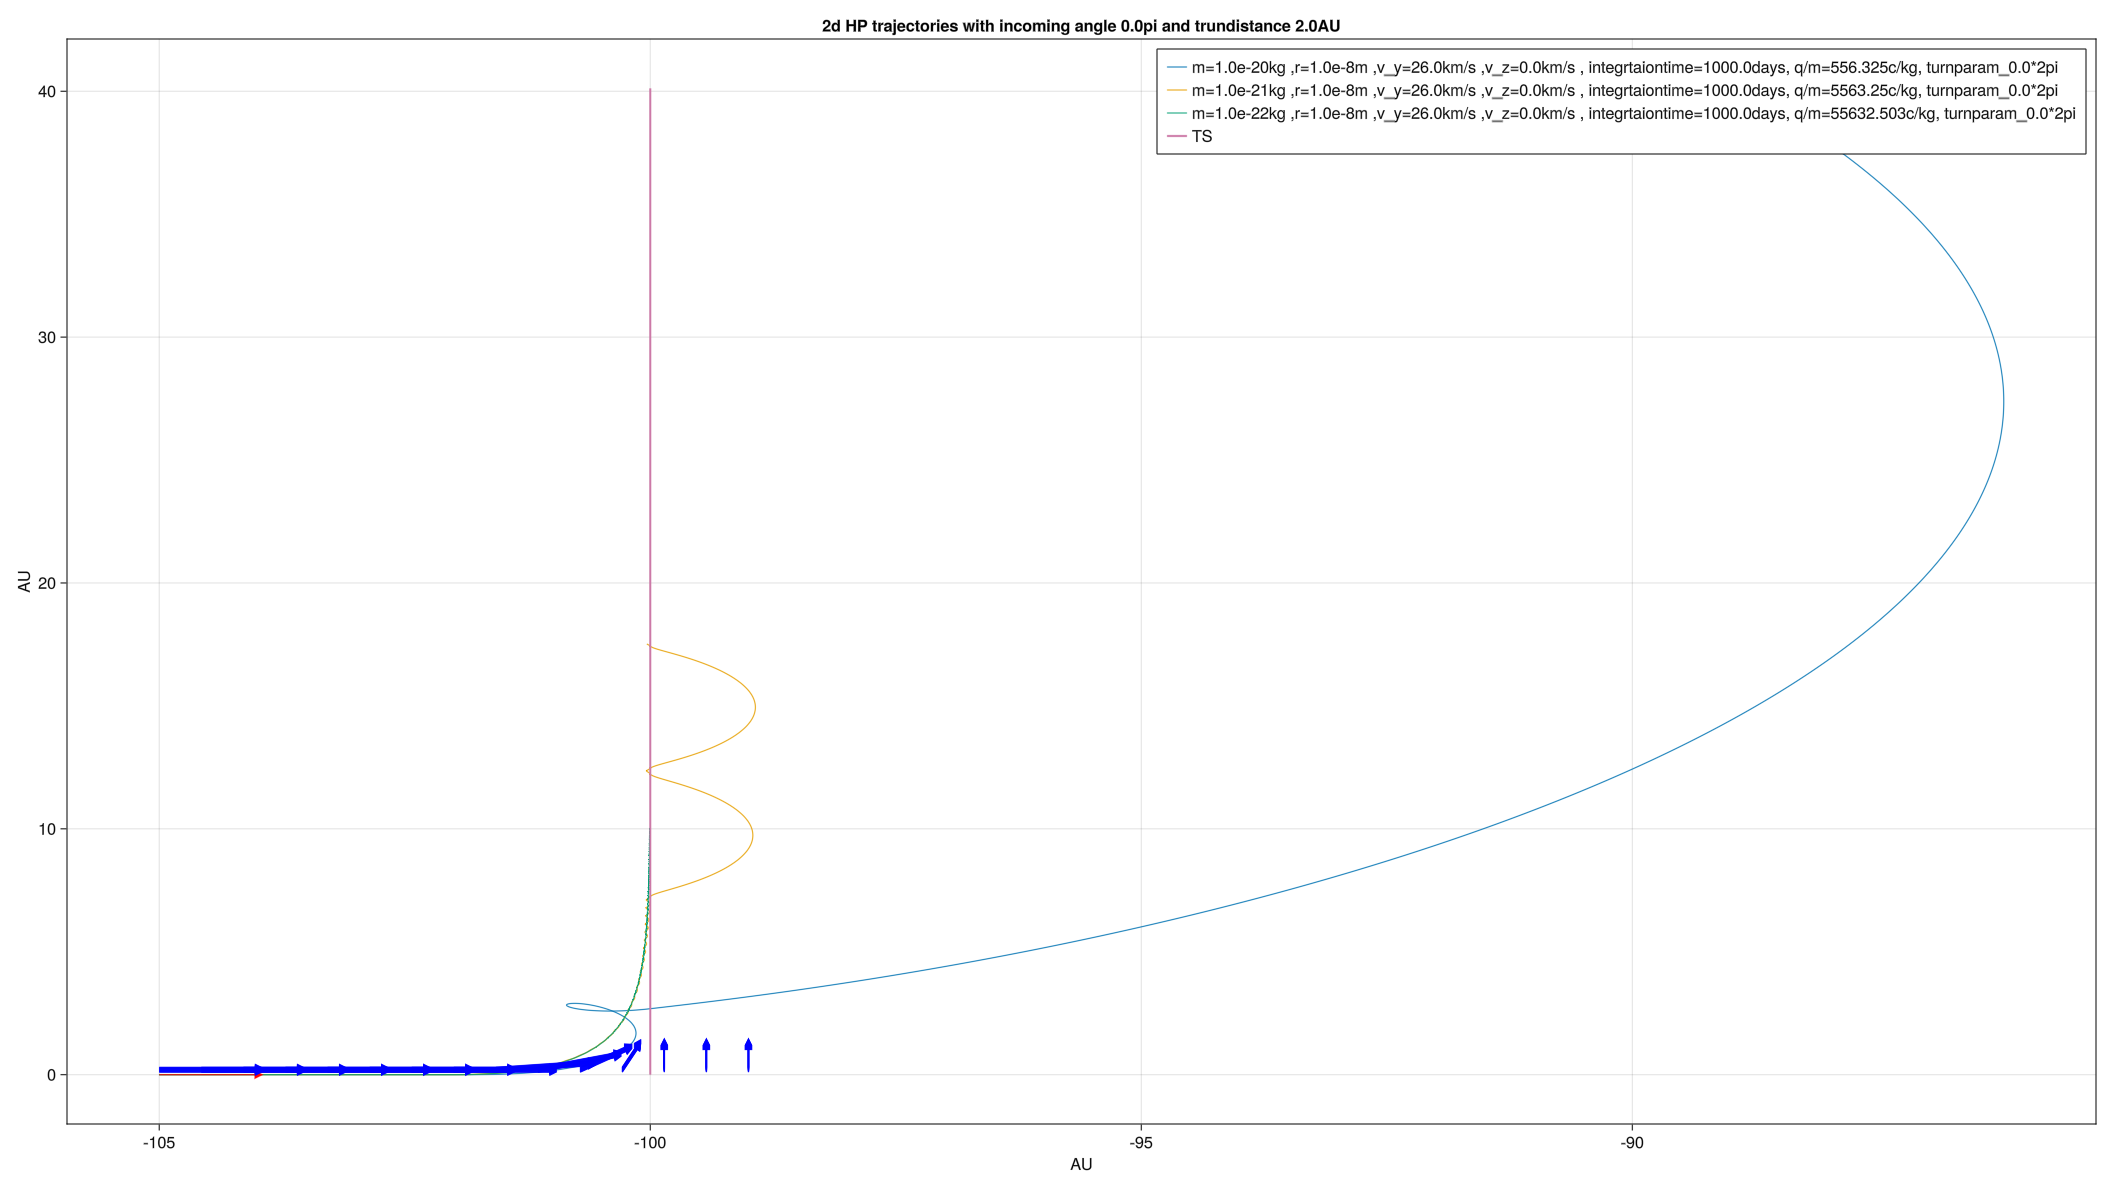 2d HP trajectories with incoming angle 0.0pi and trundistance 2.0AU
m=1.0e-20kg ,r=1.0e-8m ,v_y=26.0km/s ,v_z=0.0km/s , integrtaiontime=1000.0days, q/m=556.325c/kg, turnparam_0.0*2pi
m=1.0e-21kg ,r=1.0e-8m ,v_y=26.0km/s ,v_z=0.0km/s , integrtaiontime=1000.0days, q/m=5563.25c/kg, turnparam_0.0*2pi
m=1.0e-22kg ,r=1.0e-8m ,v_y=26.0km/s ,v_z=0.0km/s , integrtaiontime=1000.0days, q/m=55632.503c/kg, turnparam_0.0*2pi
TS
40
30
20
10
0
AU
-105
-100
-95
-90
AU